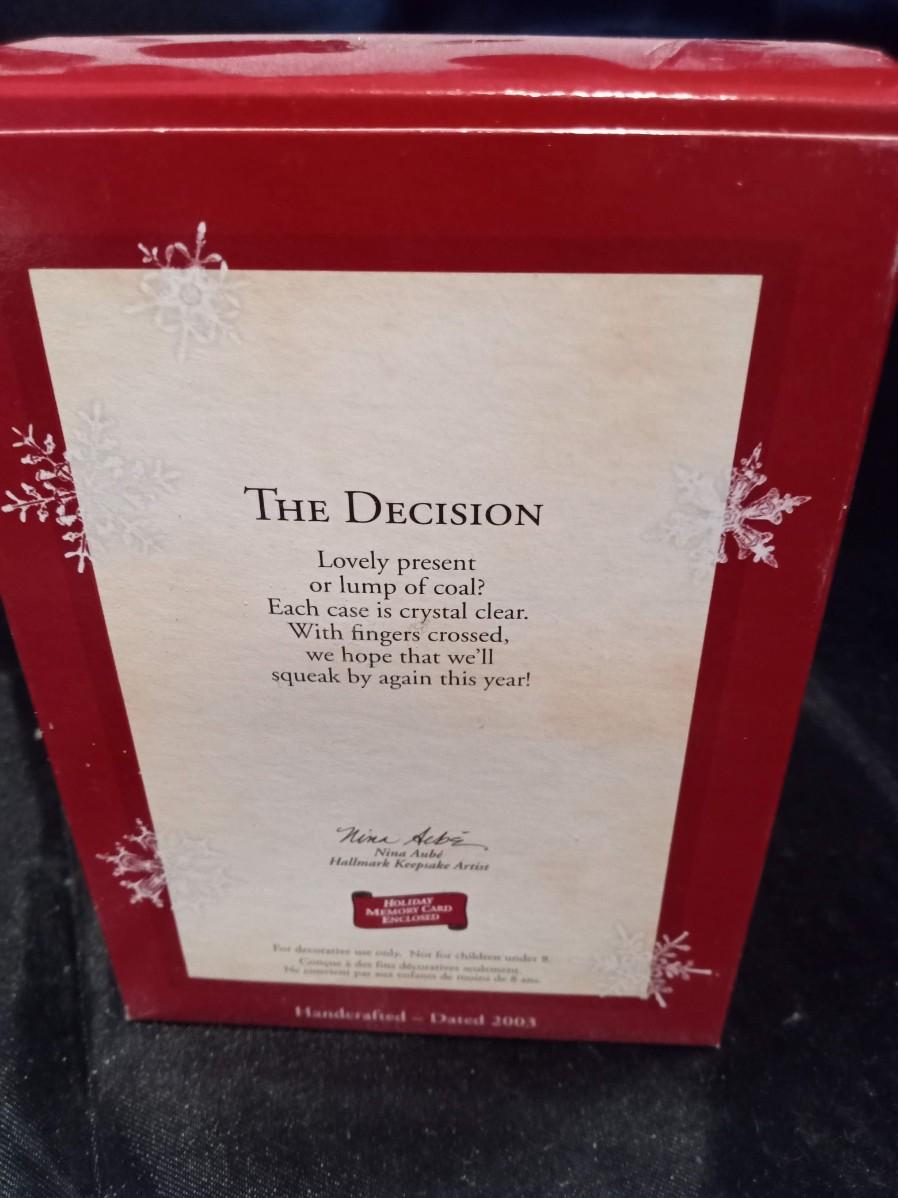 THE DECISION
Lovely present
or lump of coal?
Each case is crystal clear.
With fingers crossed,
we hope that we'll
squeak by again this year!
Nina Aubé
Nina Aubé
Hallmark Keepsake Artist
HOLIDAY
MEMORY CARD
ENCLOSED
For decorative use only. Not for children under 8.
Conçue à des fins décoratives seulement.
Ne convient pas aux enfants de moins de 8 ans.
Handcrafted – Dated 2003